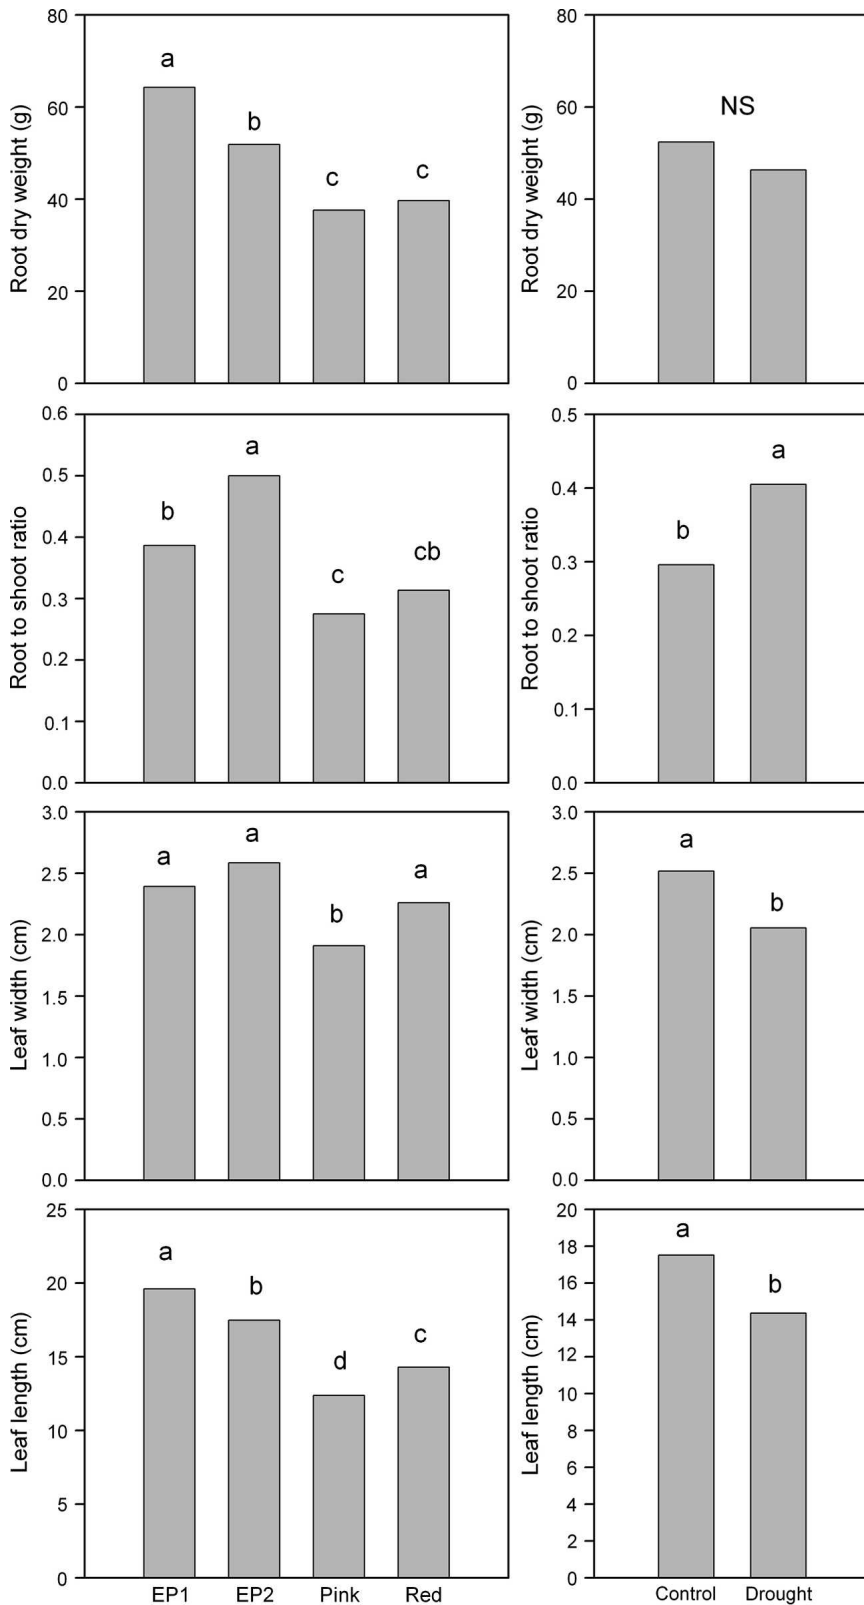 Root dry weight (g)
80
60
40
20
0
a
b
c
c
Root dry weight (g)
80
60
40
20
0
NS
Root to shoot ratio
0.6
0.5
0.4
0.3
0.2
0.1
0.0
b
a
c
cb
Root to shoot ratio
0.5
0.4
0.3
0.2
0.1
0.0
b
a
Leaf width (cm)
3.0
2.5
2.0
1.5
1.0
0.5
0.0
a
a
b
a
Leaf width (cm)
3.0
2.5
2.0
1.5
1.0
0.5
0.0
a
b
Leaf length (cm)
25
20
15
10
5
0
a
b
d
c
EP1 EP2 Pink Red
Leaf length (cm)
20
18
16
14
12
10
8
6
4
2
0
a
b
Control Drought